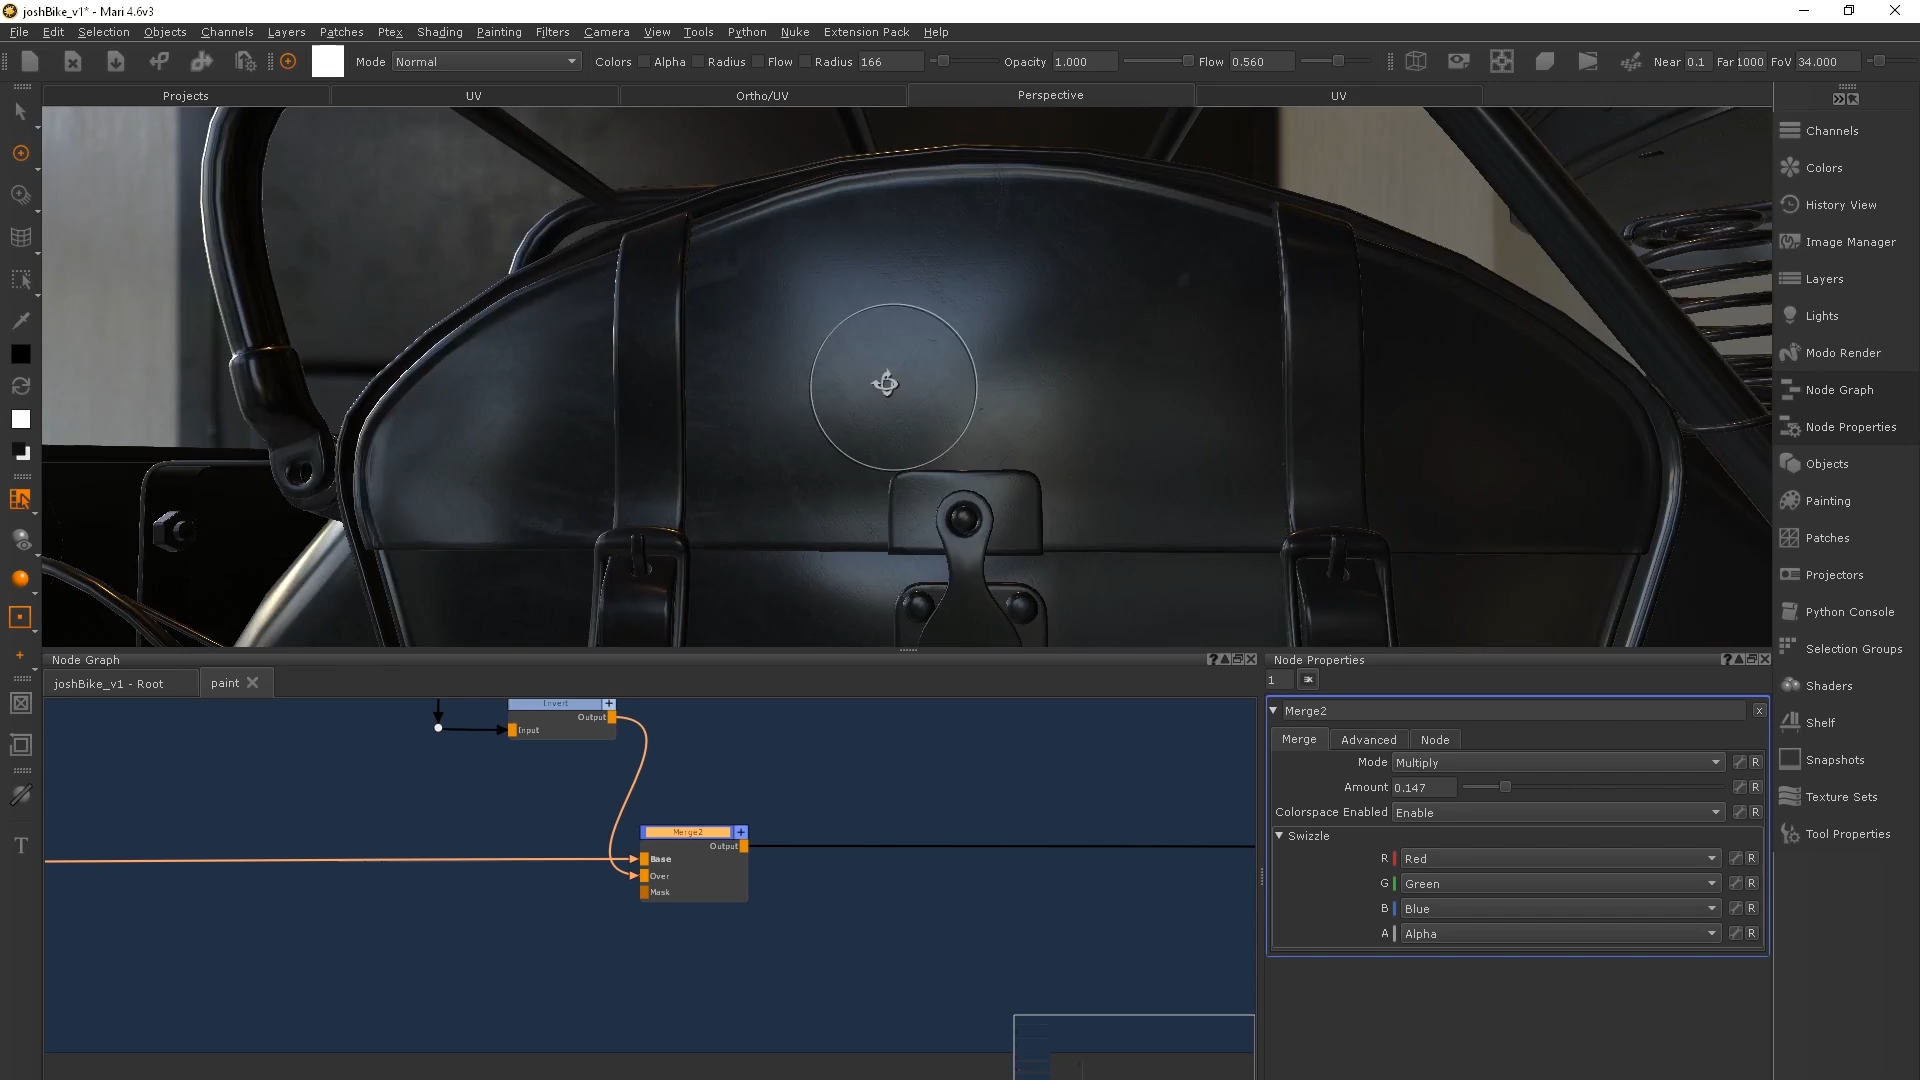 joshBike_v1* - Mari 4.6v3
File Edit Selection Objects Channels Layers Patches Ptex Shading Painting Filters Camera View Tools Python Nuke Extension Pack Help
Mode Normal Colors Alpha Radius Flow Radius 166 Opacity 1.000 Flow 0.560 Near 0.1 Far 1000 FoV 34.000
Projects UV Ortho/UV Perspective UV
Channels
Colors
History View
Image Manager
Layers
Lights
Modo Render
Node Graph
Node Properties
Objects
Painting
Patches
Projectors
Python Console
Selection Groups
Shaders
Shelf
Snapshots
Texture Sets
Tool Properties
T
Node Graph
joshBike_v1 - Root paint
Invert +
Output
Input
Merge2 +
Output
Base
Over
Mask
Node Properties
1
Merge2 x
Merge Advanced Node
Mode Multiply R
Amount 0.147 R
Colorspace Enabled Enable R
Swizzle
R Red R
G Green R
B Blue R
A Alpha R